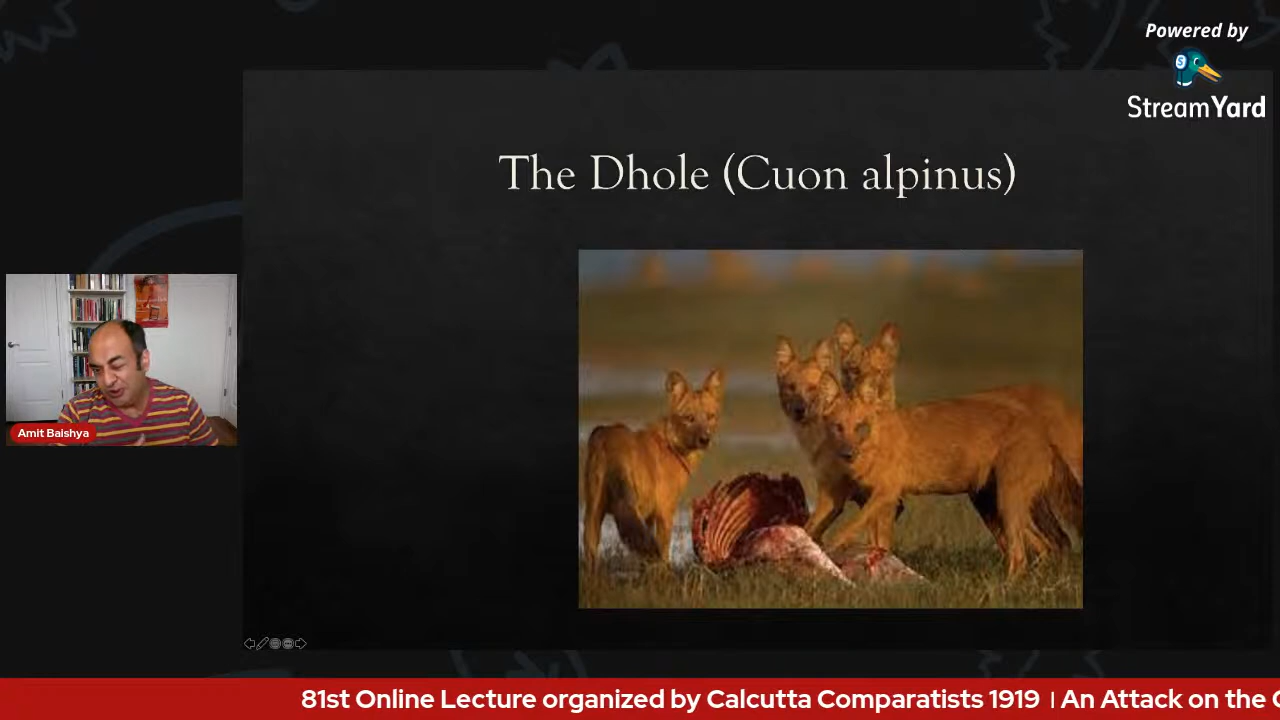 Powered by
StreamYard
The Dhole (Cuon alpinus)
Amit Baishya
81st Online Lecture organized by Calcutta Comparatists 1919 | An Attack on the